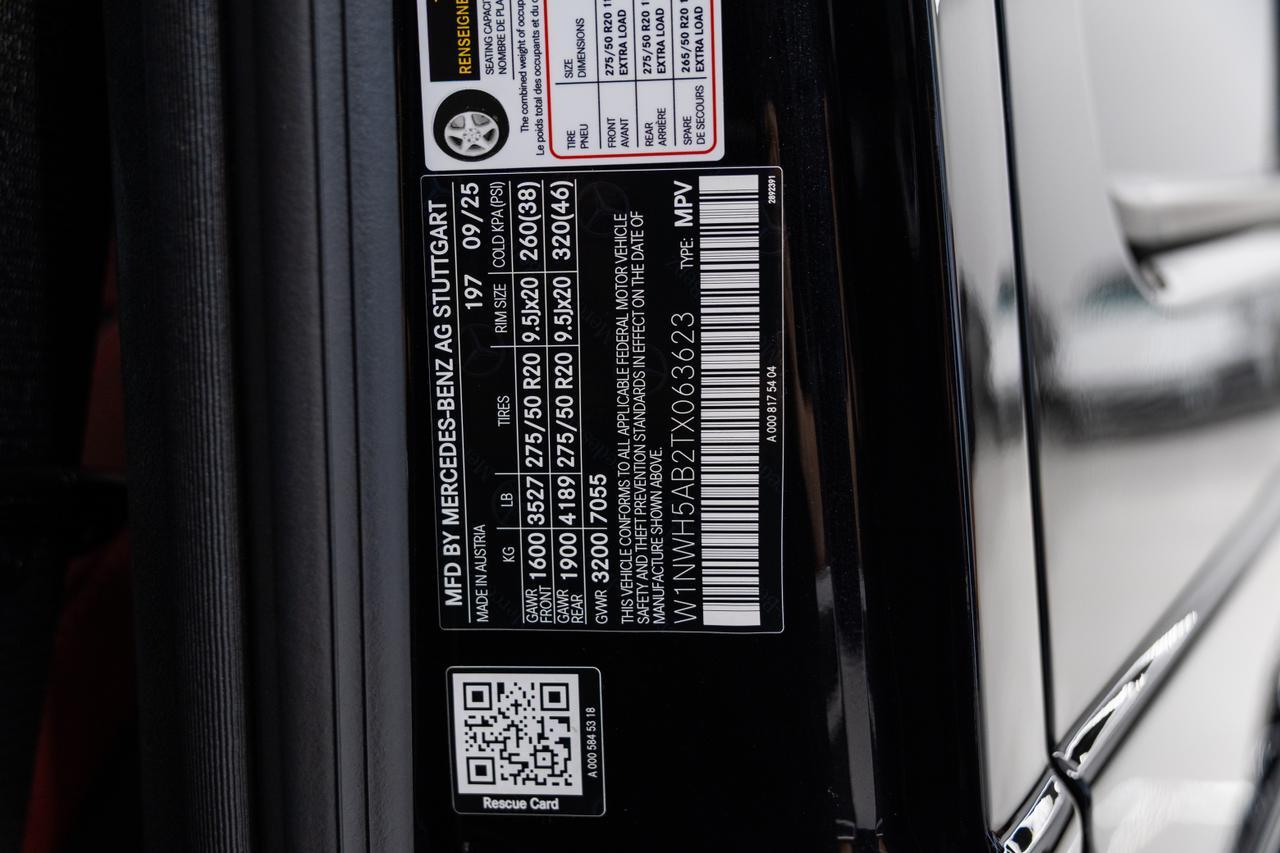 RENSEIGNE
SEATING CAPACI
NOMBRE DE PLA
The combined weight of occup
Le poids total des occupants et du c
TIRE SIZE
PNEU DIMENSIONS
FRONT 275/50 R20 11
AVANT EXTRA LOAD
REAR 275/50 R20 1
ARRIÈRE EXTRA LOAD
SPARE 265/50 R20 1
DE SECOURS EXTRA LOAD
MFD BY MERCEDES-BENZ AG STUTTGART
MADE IN AUSTRIA 197 09/25
KG LB TIRES RIM SIZE COLD KPA (PSI)
GAWR FRONT 1600 3527 275/50 R20 9.5Jx20 260(38)
GAWR REAR 1900 4189 275/50 R20 9.5Jx20 320(46)
GVWR 3200 7055
THIS VEHICLE CONFORMS TO ALL APPLICABLE FEDERAL MOTOR VEHICLE
SAFETY AND THEFT PREVENTION STANDARDS IN EFFECT ON THE DATE OF
MANUFACTURE SHOWN ABOVE.
W1NWH5AB2TX063623 TYPE: MPV
A 000 817 54 04 2892391
A 000 584 53 18
Rescue Card